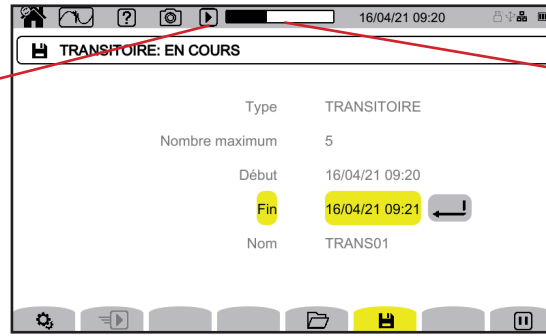 16/04/21 09:20
TRANSITOIRE: EN COURS
Type TRANSITOIRE
Nombre maximum 5
Début 16/04/21 09:20
Fin 16/04/21 09:21
Nom TRANS01